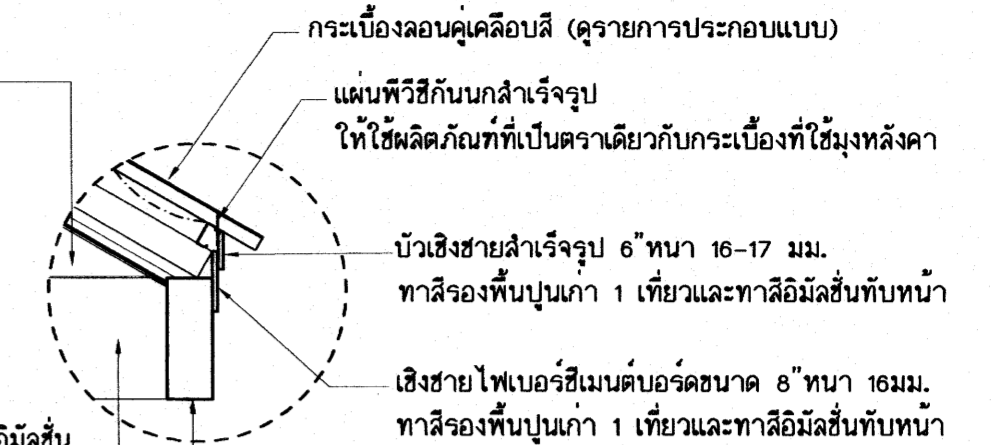 กระเบื้องลอนคู่เคลือบสี (ดูรายการประกอบแบบ)
แผ่นพีวีซีกันนกสำเร็จรูป
ให้ใช้ผลิตภัณฑ์ที่เป็นตราเดียวกับกระเบื้องที่ใช้มุงหลังคา
บัวเชิงชายสำเร็จรูป 6"หนา 16-17 มม.
ทาสีรองพื้นปูนเก่า 1 เที่ยวและทาสีอิมัลชั่นทับหน้า
เชิงชายไฟเบอร์ซีเมนต์บอร์ดขนาด 8"หนา 16มม.
ทาสีรองพื้นปูนเก่า 1 เที่ยวและทาสีอิมัลชั่นทับหน้า